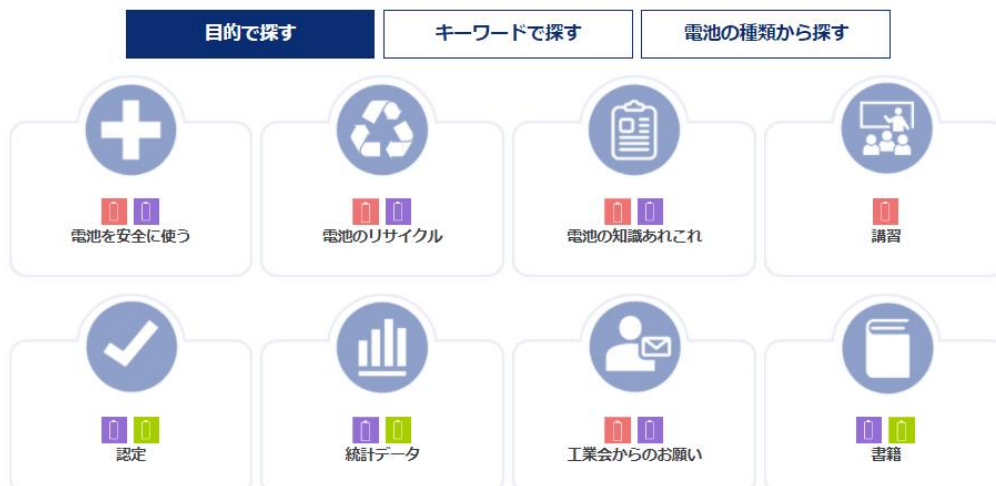 目的で探す
キーワードで探す
電池の種類から探す
電池を安全に使う
電池のリサイクル
電池の知識あれこれ
講習
認定
統計データ
工業会からのお願い
書籍